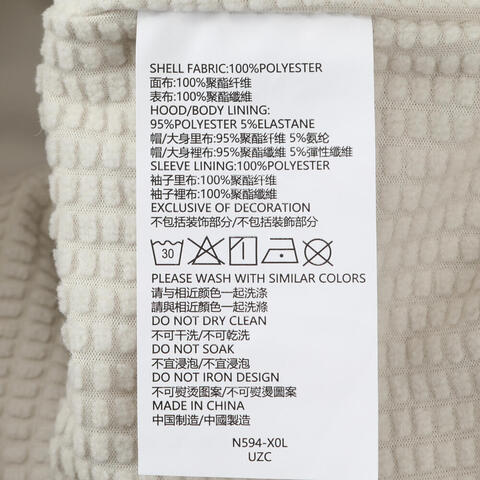 SHELL FABRIC:100%POLYESTER
面布:100%聚酯纤维
表布:100%聚酯纖維
HOOD/BODY LINING:
95%POLYESTER 5%ELASTANE
帽/大身里布:95%聚酯纤维 5%氨纶
帽/大身裡布:95%聚酯纖維 5%彈性纖維
SLEEVE LINING:100%POLYESTER
袖子里布:100%聚酯纤维
袖子裡布:100%聚酯纖維
EXCLUSIVE OF DECORATION
不包括装饰部分/不包括裝飾部分
30
PLEASE WASH WITH SIMILAR COLORS
请与相近颜色一起洗涤
請與相近顏色一起洗滌
DO NOT DRY CLEAN
不可干洗/不可乾洗
DO NOT SOAK
不宜浸泡/不宜浸泡
DO NOT IRON DESIGN
不可熨烫图案/不可熨燙圖案
MADE IN CHINA
中国制造/中國製造
N594-X0L
UZC